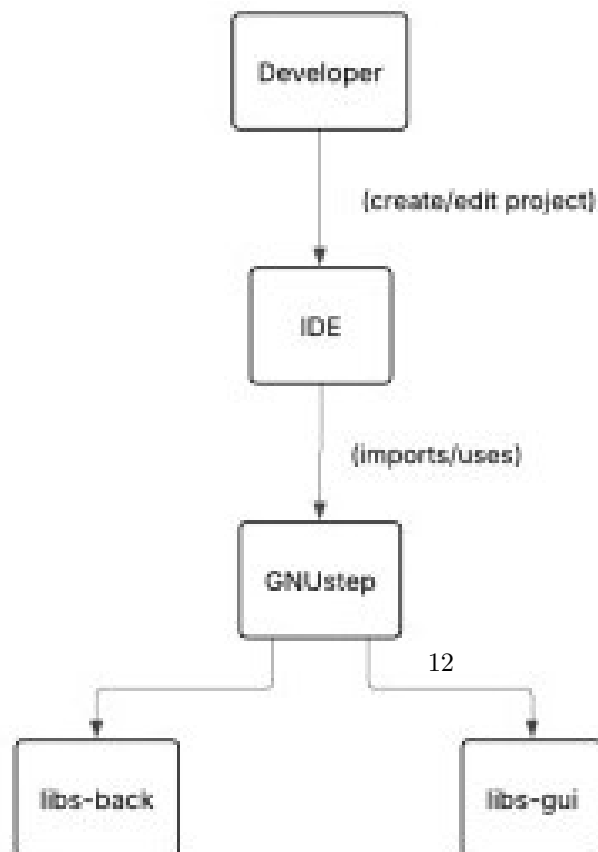 Developer
(create/edit project)
IDE
(imports/uses)
GNUstep
12
libs-back
libs-gui